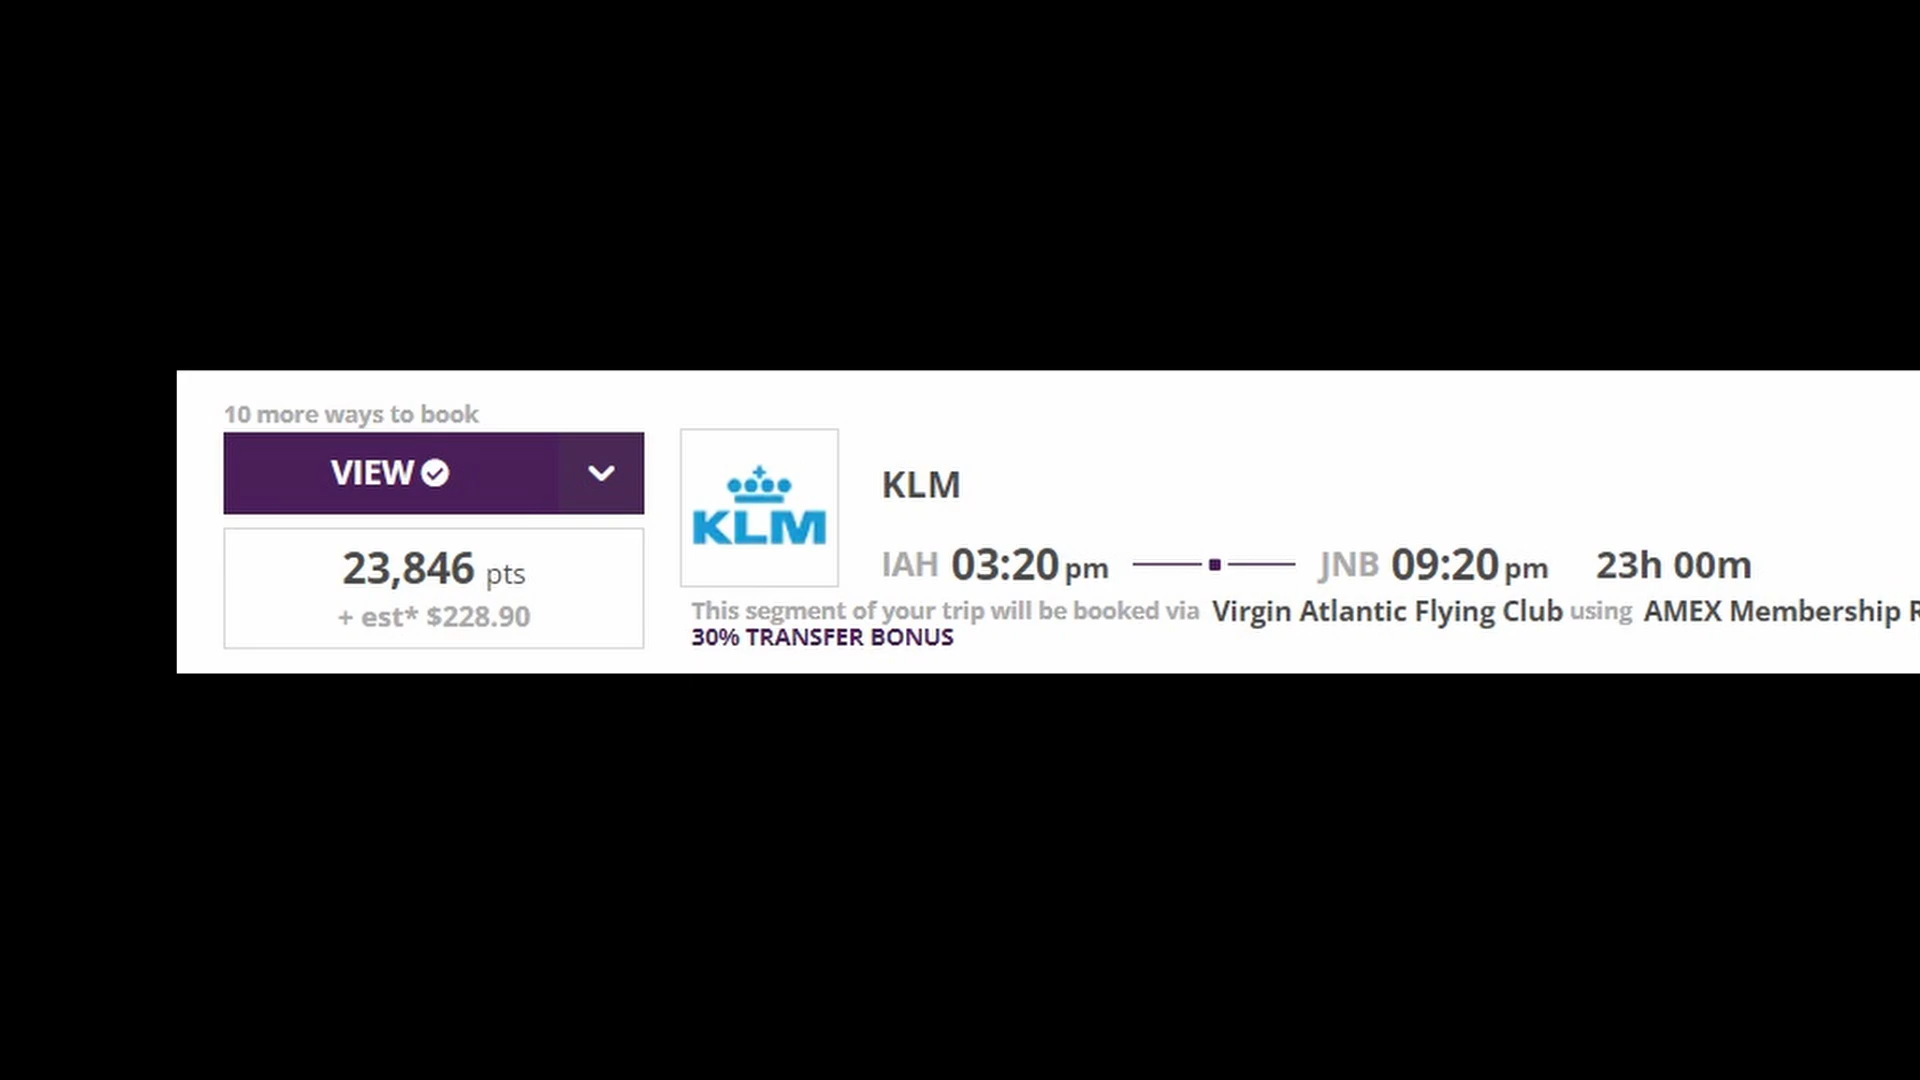 10 more ways to book
VIEW
23,846 pts
+ est* $228.90
KLM
KLM
IAH 03:20 pm JNB 09:20 pm 23h 00m
This segment of your trip will be booked via Virgin Atlantic Flying Club using AMEX Membership R
30% TRANSFER BONUS